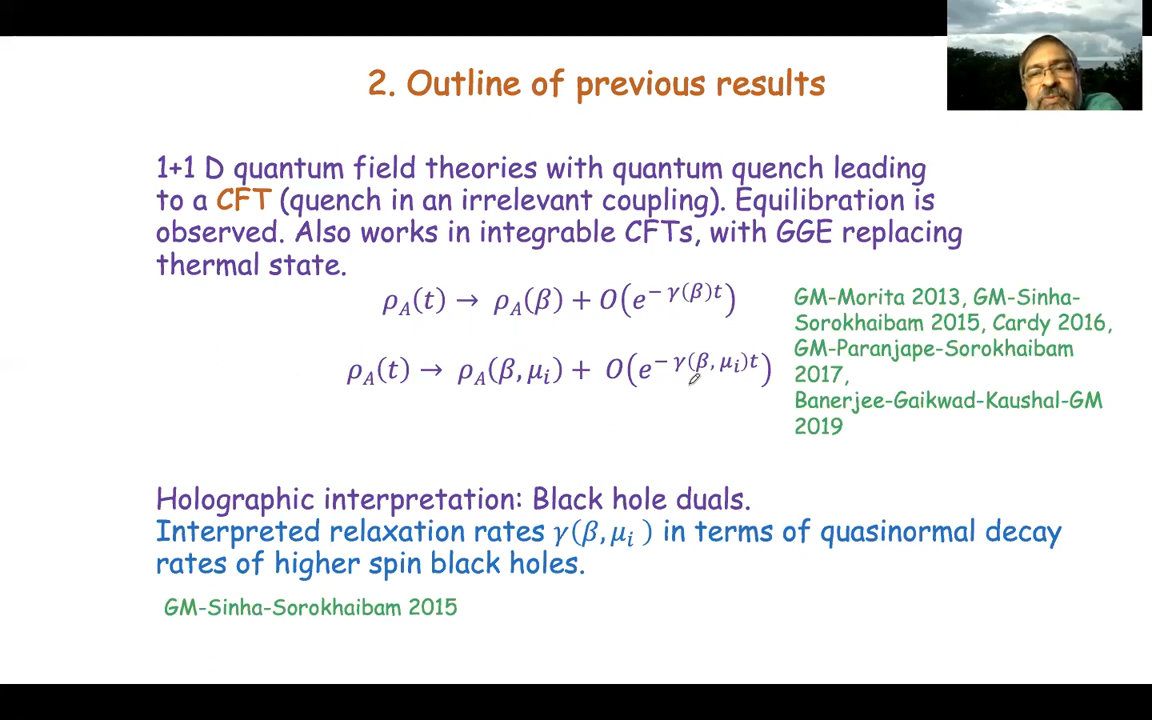 2. Outline of previous results
1+1 D quantum field theories with quantum quench leading
to a CFT (quench in an irrelevant coupling). Equilibration is
observed. Also works in integrable CFTs, with GGE replacing
thermal state.
ρ_A(t) → ρ_A(β) + O(e^{− γ(β)t})
ρ_A(t) → ρ_A(β, μ_i) + O(e^{− γ(β, μ_i)t})
GM-Morita 2013, GM-Sinha-
Sorokhaibam 2015, Cardy 2016,
GM-Paranjape-Sorokhaibam
2017,
Banerjee-Gaikwad-Kaushal-GM
2019
Holographic interpretation: Black hole duals.
Interpreted relaxation rates γ(β, μ_i ) in terms of quasinormal decay
rates of higher spin black holes.
GM-Sinha-Sorokhaibam 2015